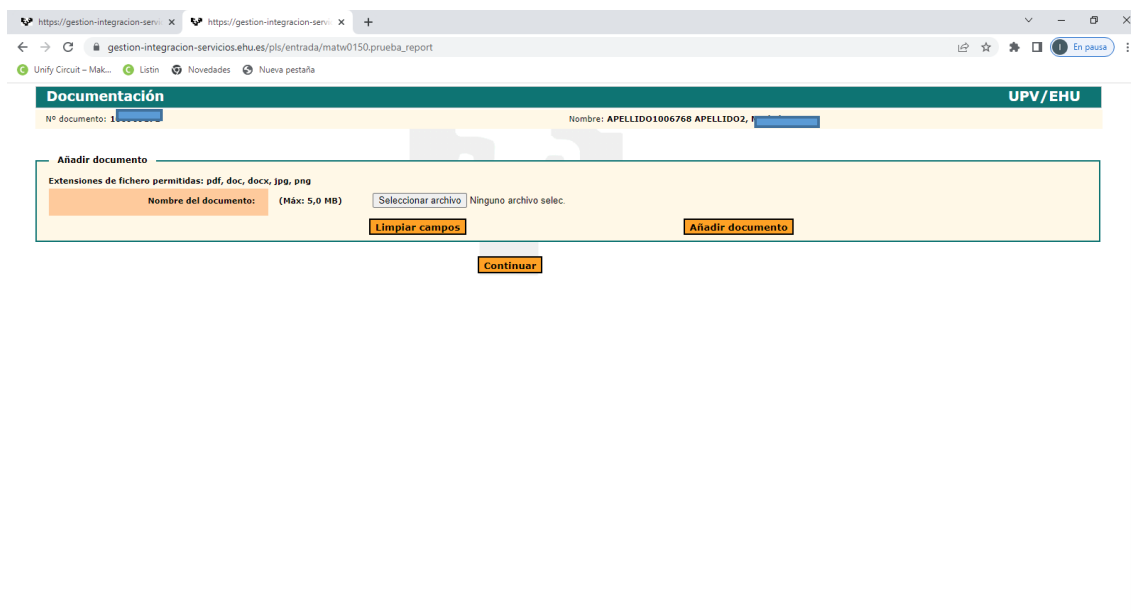 https://gestion-integracion-servi
https://gestion-integracion-servi
gestion-integracion-servicios.ehu.es/pls/entrada/matw0150.prueba_report
I En pausa
Unify Circuit – Mak... Listin Novedades Nueva pestaña
Documentación UPV/EHU
Nº documento: Nombre: APELLIDO1006768 APELLIDO2,
Añadir documento
Extensiones de fichero permitidas: pdf, doc, docx, jpg, png
Nombre del documento: (Máx: 5,0 MB) Seleccionar archivo Ninguno archivo selec.
Limpiar campos Añadir documento
Continuar